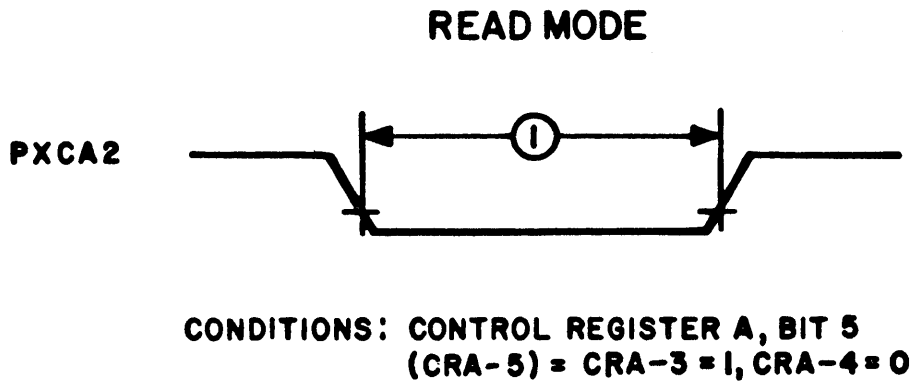 READ MODE
PXCA2
1
CONDITIONS: CONTROL REGISTER A, BIT 5
(CRA-5) = CRA-3 = 1, CRA-4 = 0